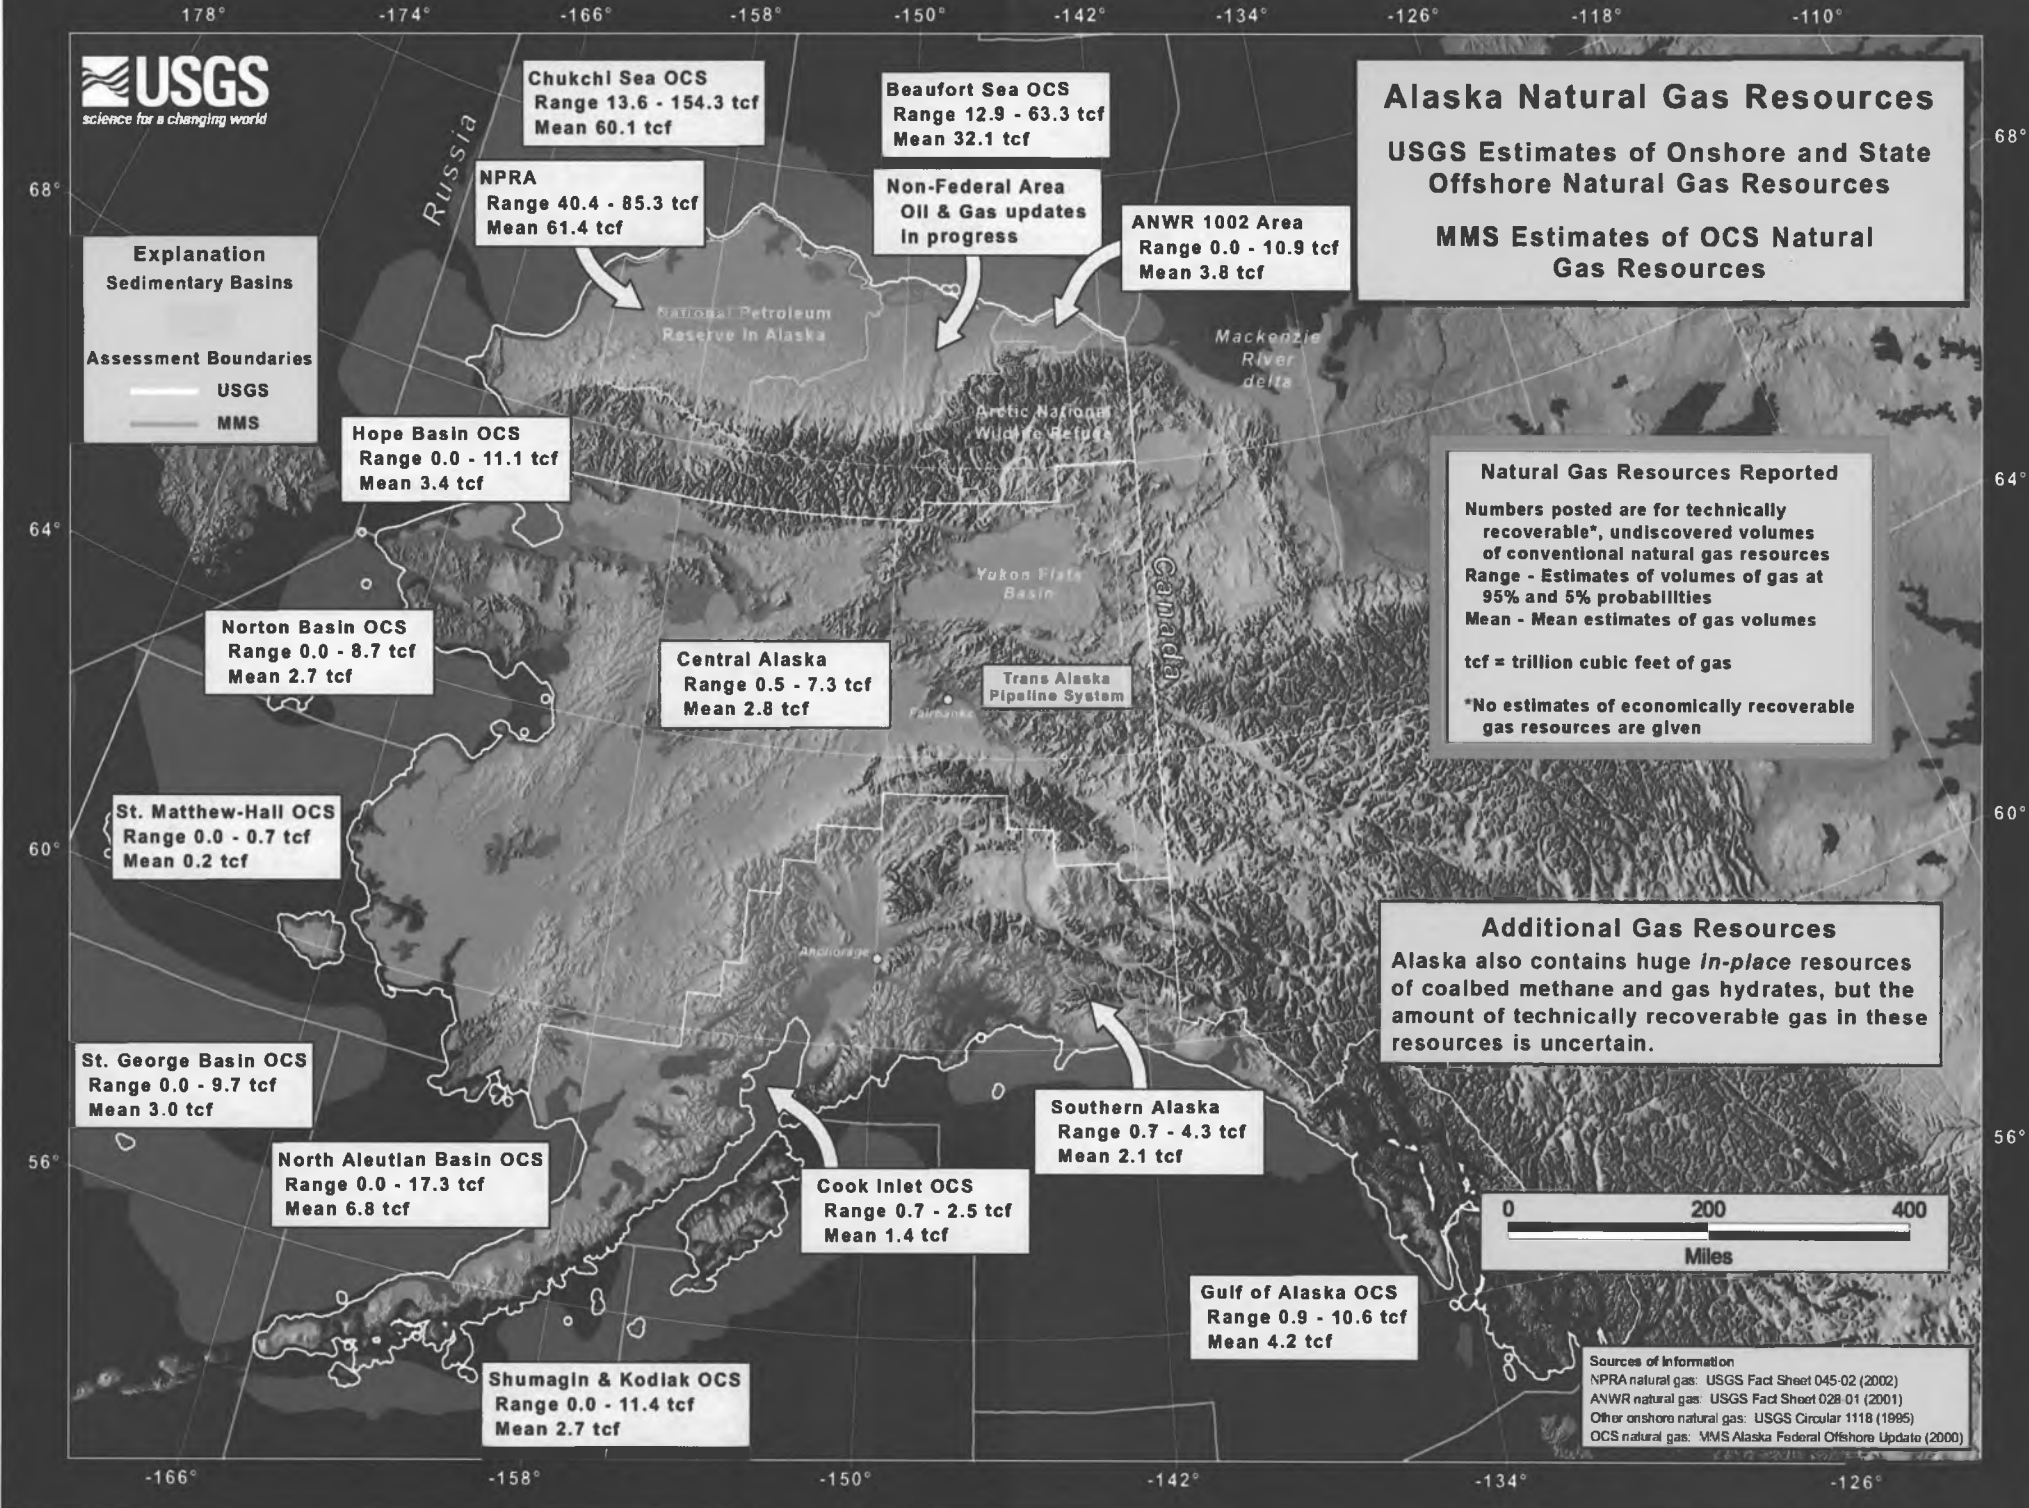 178° -174° -166° -158° -150° -142° -134° -126° -118° -110°
USGS
science for a changing world
Chukchi Sea OCS
Range 13.6 - 154.3 tcf
Mean 60.1 tcf
Beaufort Sea OCS
Range 12.9 - 63.3 tcf
Mean 32.1 tcf
Alaska Natural Gas Resources
USGS Estimates of Onshore and State
Offshore Natural Gas Resources
MMS Estimates of OCS Natural
Gas Resources
Russia
68°
68°
NPRA
Range 40.4 - 85.3 tcf
Mean 61.4 tcf
Non-Federal Area
Oil & Gas updates
in progress
ANWR 1002 Area
Range 0.0 - 10.9 tcf
Mean 3.8 tcf
Explanation
Sedimentary Basins
Assessment Boundaries
USGS
MMS
National Petroleum
Reserve in Alaska
Mackenzie
River
delta
Arctic National
Wildlife Refuge
Hope Basin OCS
Range 0.0 - 11.1 tcf
Mean 3.4 tcf
64°
64°
Natural Gas Resources Reported
Numbers posted are for technically
recoverable*, undiscovered volumes
of conventional natural gas resources
Range - Estimates of volumes of gas at
95% and 5% probabilities
Mean - Mean estimates of gas volumes
tcf = trillion cubic feet of gas
*No estimates of economically recoverable
gas resources are given
Yukon Flats
Basin
Canada
Norton Basin OCS
Range 0.0 - 8.7 tcf
Mean 2.7 tcf
Central Alaska
Range 0.5 - 7.3 tcf
Mean 2.8 tcf
Trans Alaska
Pipeline System
Fairbanks
St. Matthew-Hall OCS
Range 0.0 - 0.7 tcf
Mean 0.2 tcf
60°
60°
Anchorage
Additional Gas Resources
Alaska also contains huge in-place resources
of coalbed methane and gas hydrates, but the
amount of technically recoverable gas in these
resources is uncertain.
St. George Basin OCS
Range 0.0 - 9.7 tcf
Mean 3.0 tcf
Southern Alaska
Range 0.7 - 4.3 tcf
Mean 2.1 tcf
56°
56°
North Aleutian Basin OCS
Range 0.0 - 17.3 tcf
Mean 6.8 tcf
Cook Inlet OCS
Range 0.7 - 2.5 tcf
Mean 1.4 tcf
0 200 400
Miles
Gulf of Alaska OCS
Range 0.9 - 10.6 tcf
Mean 4.2 tcf
Shumagin & Kodiak OCS
Range 0.0 - 11.4 tcf
Mean 2.7 tcf
Sources of Information
NPRA natural gas: USGS Fact Sheet 045-02 (2002)
ANWR natural gas: USGS Fact Sheet 028-01 (2001)
Other onshore natural gas: USGS Circular 1118 (1995)
OCS natural gas: MMS Alaska Federal Offshore Update (2000)
-166° -158° -150° -142° -134° -126°